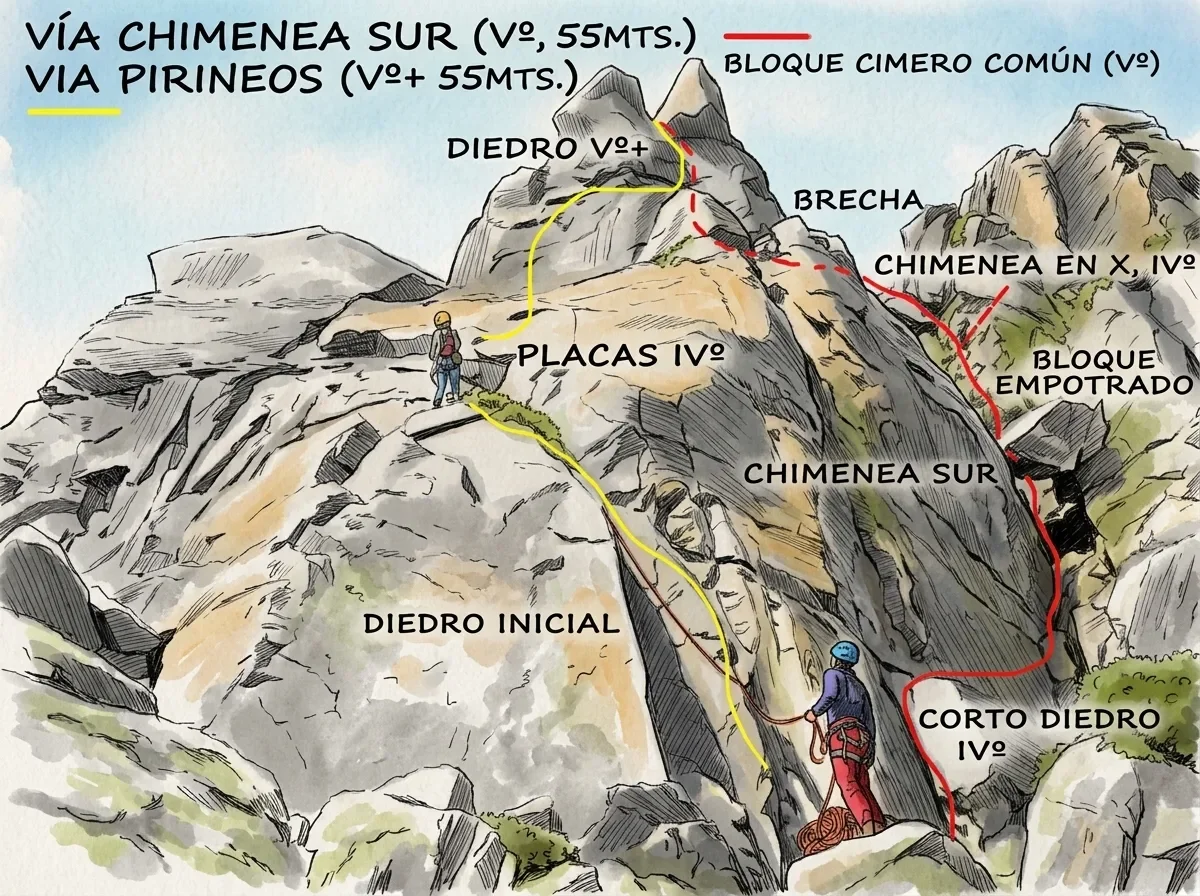 VÍA CHIMENEA SUR (Vº, 55MTS.)
VIA PIRINEOS (Vº+ 55MTS.)
BLOQUE CIMERO COMÚN (Vº)
DIEDRO Vº+
BRECHA
CHIMENEA EN X, IVº
PLACAS IVº
BLOQUE
EMPOTRADO
CHIMENEA SUR
DIEDRO INICIAL
CORTO DIEDRO
IVº